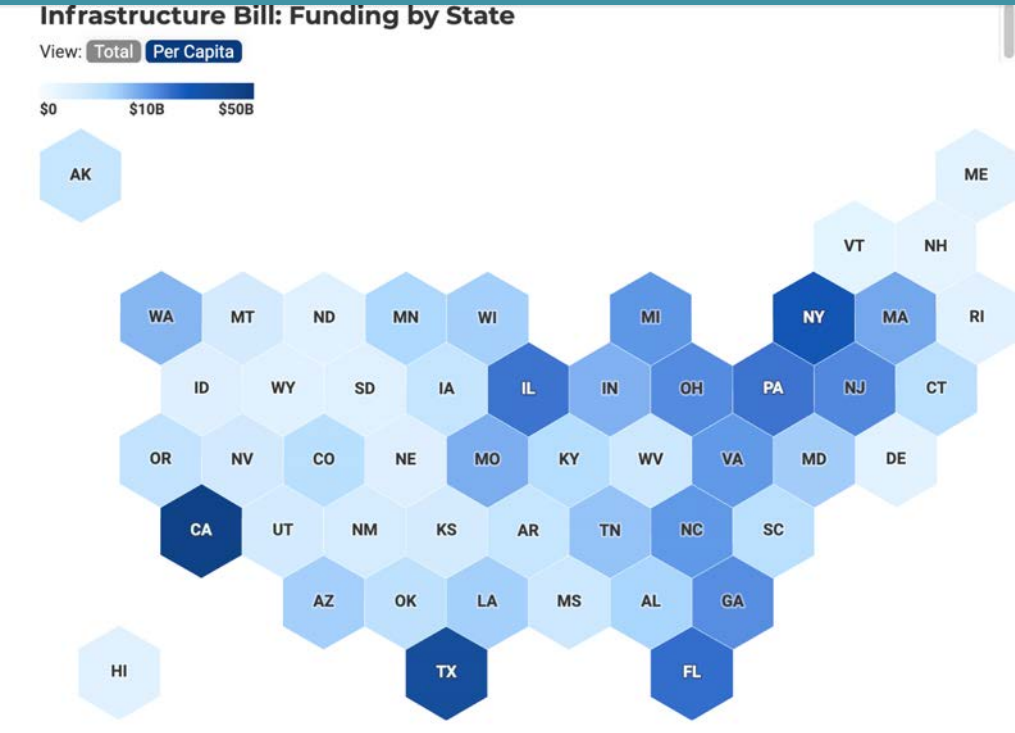 Infrastructure Bill: Funding by State
View: Total Per Capita
$0 $10B $50B
AK ME
VT NH
WA MT ND MN WI MI NY MA RI
ID WY SD IA IL IN OH PA NJ CT
OR NV CO NE MO KY WV VA MD DE
CA UT NM KS AR TN NC SC
AZ OK LA MS AL GA
HI TX FL